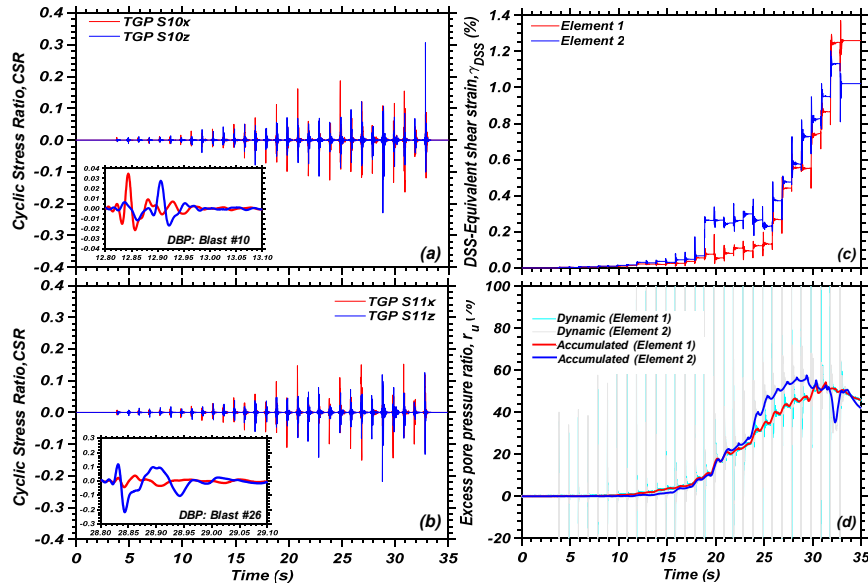 TGP S10x
TGP S10z
Cyclic Stress Ratio, CSR
0.4
0.3
0.2
0.1
0.0
-0.1
-0.2
-0.3
-0.4
0.04
0.03
0.02
0.01
0.00
-0.01
-0.02
-0.03
-0.04
DBP: Blast #10
12.80 12.85 12.90 12.95 13.00 13.05 13.10
(a)
Element 1
Element 2
DSS-Equivalent shear strain, γDSS (%)
1.4
1.2
1.0
0.8
0.6
0.4
0.2
0.0
(c)
TGP S11x
TGP S11z
Cyclic Stress Ratio, CSR
0.4
0.3
0.2
0.1
0.0
-0.1
-0.2
-0.3
-0.4
0.3
0.2
0.1
0.0
-0.1
-0.2
-0.3
DBP: Blast #26
28.80 28.85 28.90 28.95 29.00 29.05 29.10
(b)
0 5 10 15 20 25 30 35
Time (s)
Dynamic (Element 1)
Dynamic (Element 2)
Accumulated (Element 1)
Accumulated (Element 2)
Excess pore pressure ratio, ru
100
80
60
40
20
0
-20
(d)
0 5 10 15 20 25 30 35
Time (s)